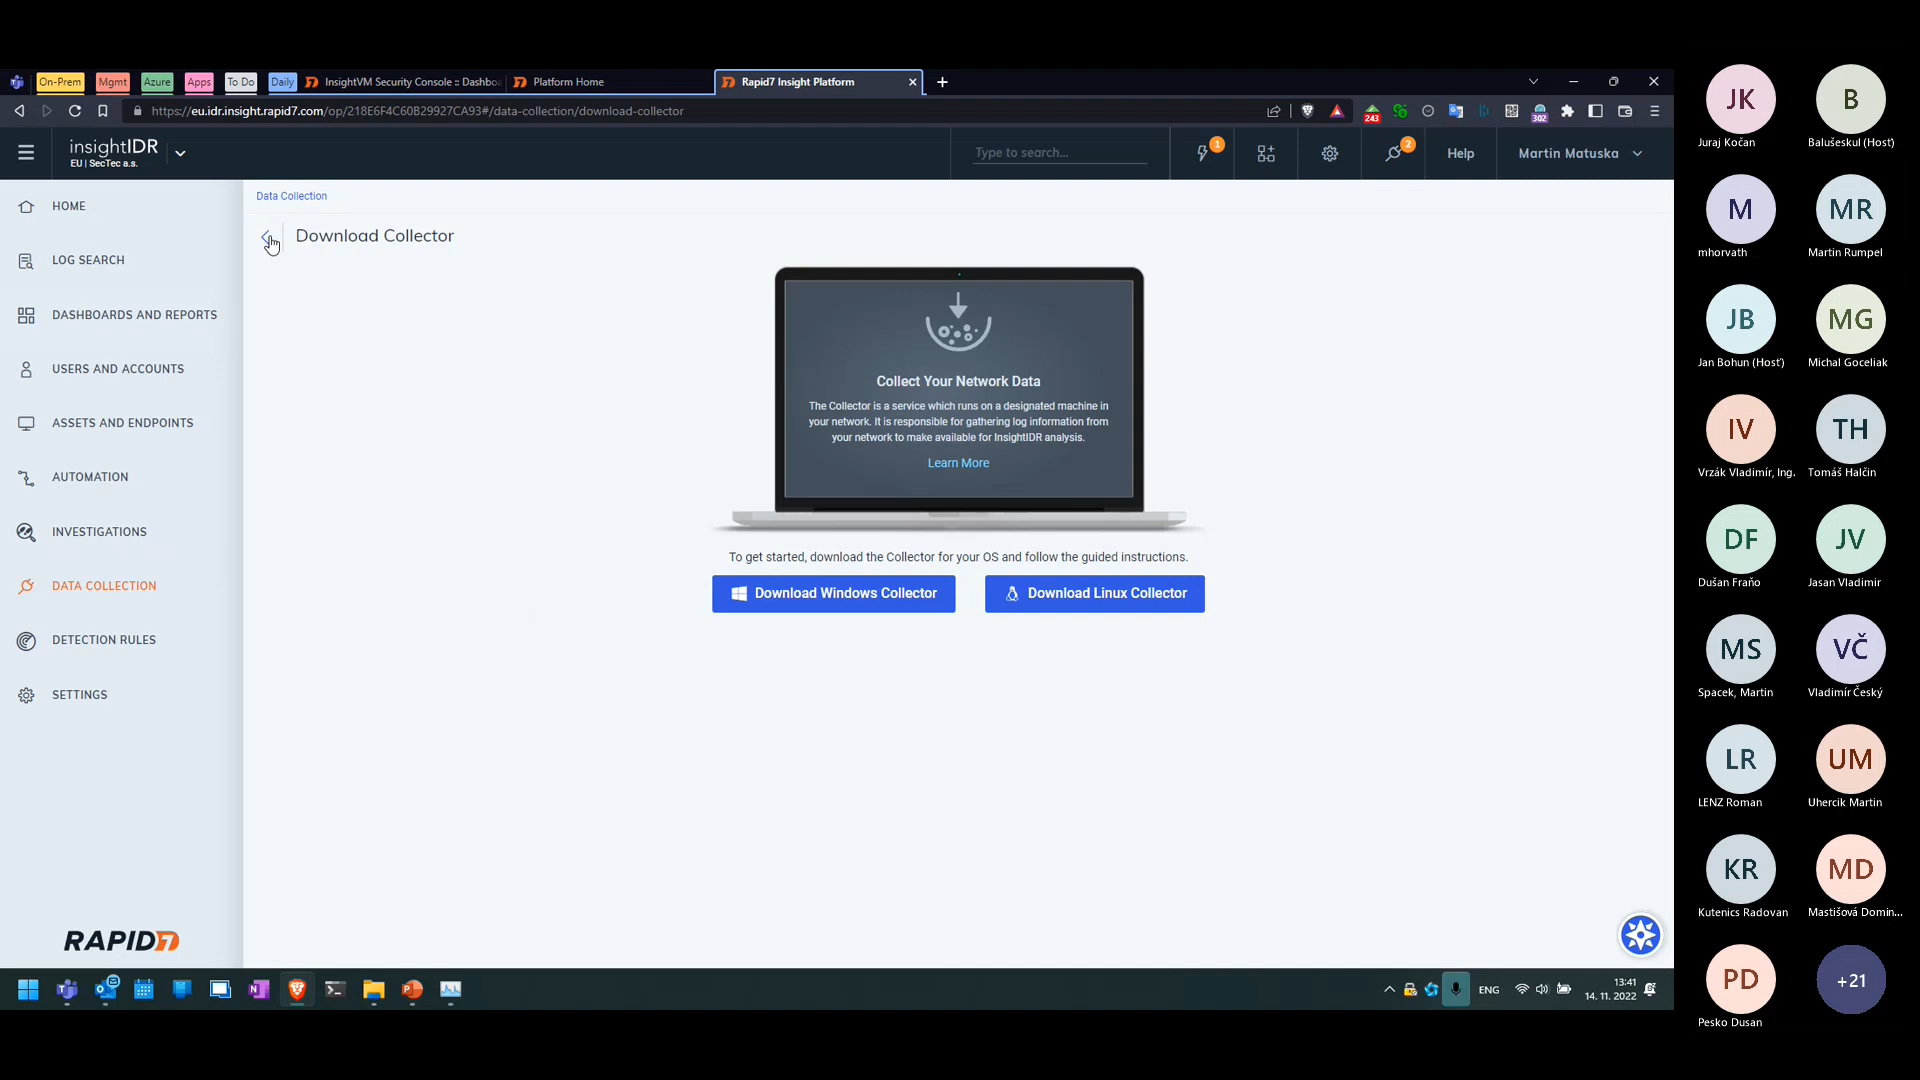 On-Prem
Mgmt
Azure
Apps
To Do
Daily
InsightVM Security Console :: Dashbo
Platform Home
Rapid7 Insight Platform
https://eu.idr.insight.rapid7.com/op/218E6F4C60B29927CA93#/data-collection/download-collector
243
302
insightIDR
EU | SecTec a.s.
Type to search...
1
2
Help
Martin Matuska
HOME
LOG SEARCH
DASHBOARDS AND REPORTS
USERS AND ACCOUNTS
ASSETS AND ENDPOINTS
AUTOMATION
INVESTIGATIONS
DATA COLLECTION
DETECTION RULES
SETTINGS
RAPID7
Data Collection
Download Collector
Collect Your Network Data
The Collector is a service which runs on a designated machine in
your network. It is responsible for gathering log information from
your network to make available for InsightIDR analysis.
Learn More
To get started, download the Collector for your OS and follow the guided instructions.
Download Windows Collector
Download Linux Collector
ENG
13:41
14. 11. 2022
JK
Juraj Kočan
B
Balušeskul (Hosť)
M
mhorvath
MR
Martin Rumpel
JB
Jan Bohun (Hosť)
MG
Michal Goceliak
IV
Vrzák Vladimír, Ing.
TH
Tomáš Halčin
DF
Dušan Fraňo
JV
Jasan Vladimir
MS
Spacek, Martin
VČ
Vladimír Český
LR
LENZ Roman
UM
Uhercik Martin
KR
Kutenics Radovan
MD
Mastišová Domin...
PD
Pesko Dusan
+21